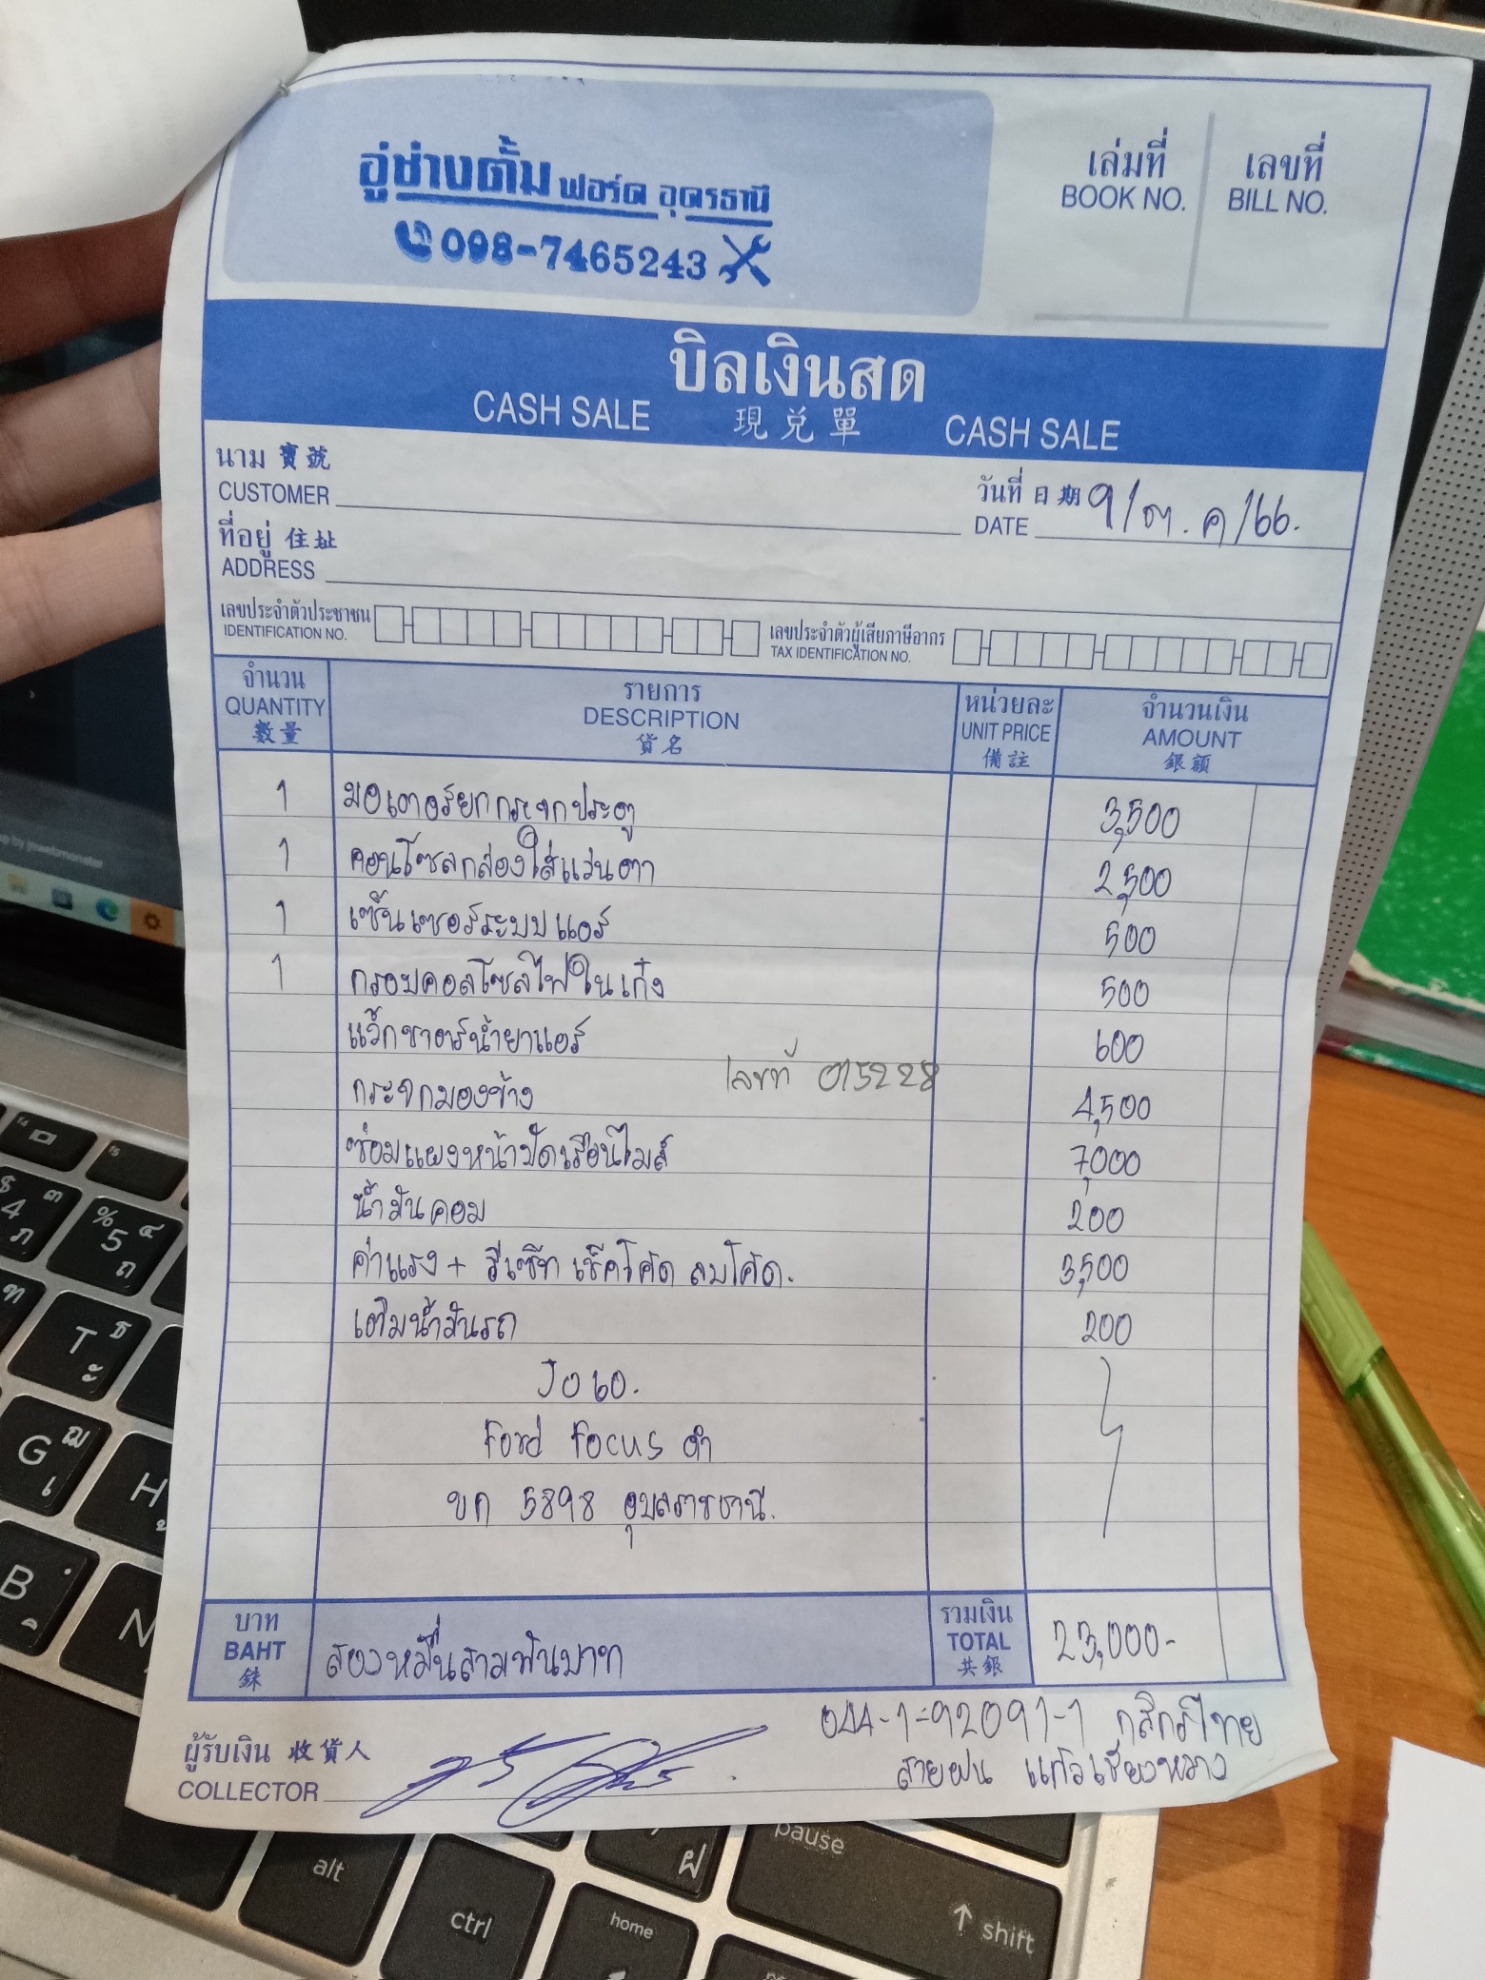 อู่ช่างตั้ม ฟอร์ด อุดรธานี
098-7465243
เล่มที่ เลขที่
BOOK NO. BILL NO.
บิลเงินสด
CASH SALE 現兌單 CASH SALE
นาม 寶號
CUSTOMER
วันที่ 日期 9/ต.ค/66.
DATE
ที่อยู่ 住址
ADDRESS
เลขประจำตัวประชาชน
IDENTIFICATION NO.
เลขประจำตัวผู้เสียภาษีอากร
TAX IDENTIFICATION NO.
จำนวน รายการ หน่วยละ จำนวนเงิน
QUANTITY DESCRIPTION UNIT PRICE AMOUNT
數量 貨名 備註 銀額
1 มอเตอร์ยกกระจกประตู 3,500
1 คอนโซลกล่องใส่แว่นตา 2,500
1 เซ็นเซอร์ระบบแอร์ 500
1 กรอบคอลโซลไฟในเก๋ง 500
แว็กชาตร์น้ำยาแอร์ 600
เลขที่ 015228
กระจกมองข้าง 4,500
ซ่อมแผงหน้าปัดเรือนไมล์ 7,000
น้ำมันคอม 200
ค่าแรง + รีเซ็ท เช็คโค้ด ลบโค้ด. 3,500
เติมน้ำมันรถ 200
Ford Focus ดำ
ขก 5898 อุบลราชธานี.
บาท
BAHT
銖
สองหมื่นสามพันบาท
รวมเงิน
TOTAL
共銀
23,000-
044-1-92091-1 กสิกรไทย
สายฝน แก้วเชียงหวาง
ผู้รับเงิน 收貨人
COLLECTOR
$ 4 ๓ ภ
% 5 ๔ ถ
T ธ ะ
G ฌ เ
H
B
N
alt
ctrl
home
ฝ
pause
shift